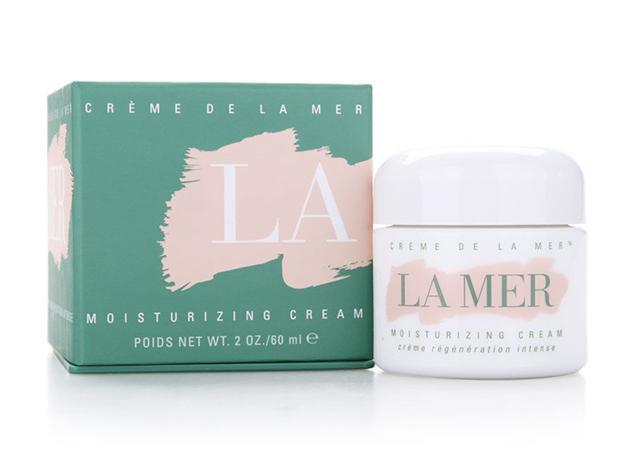 CRÈME DE LA MER
LA
MOISTURIZING CREAM
POIDS NET WT. 2 OZ./60 ml ℮
CRÈME DE LA MER™
LA MER
MOISTURIZING CREAM
crème régénération intense